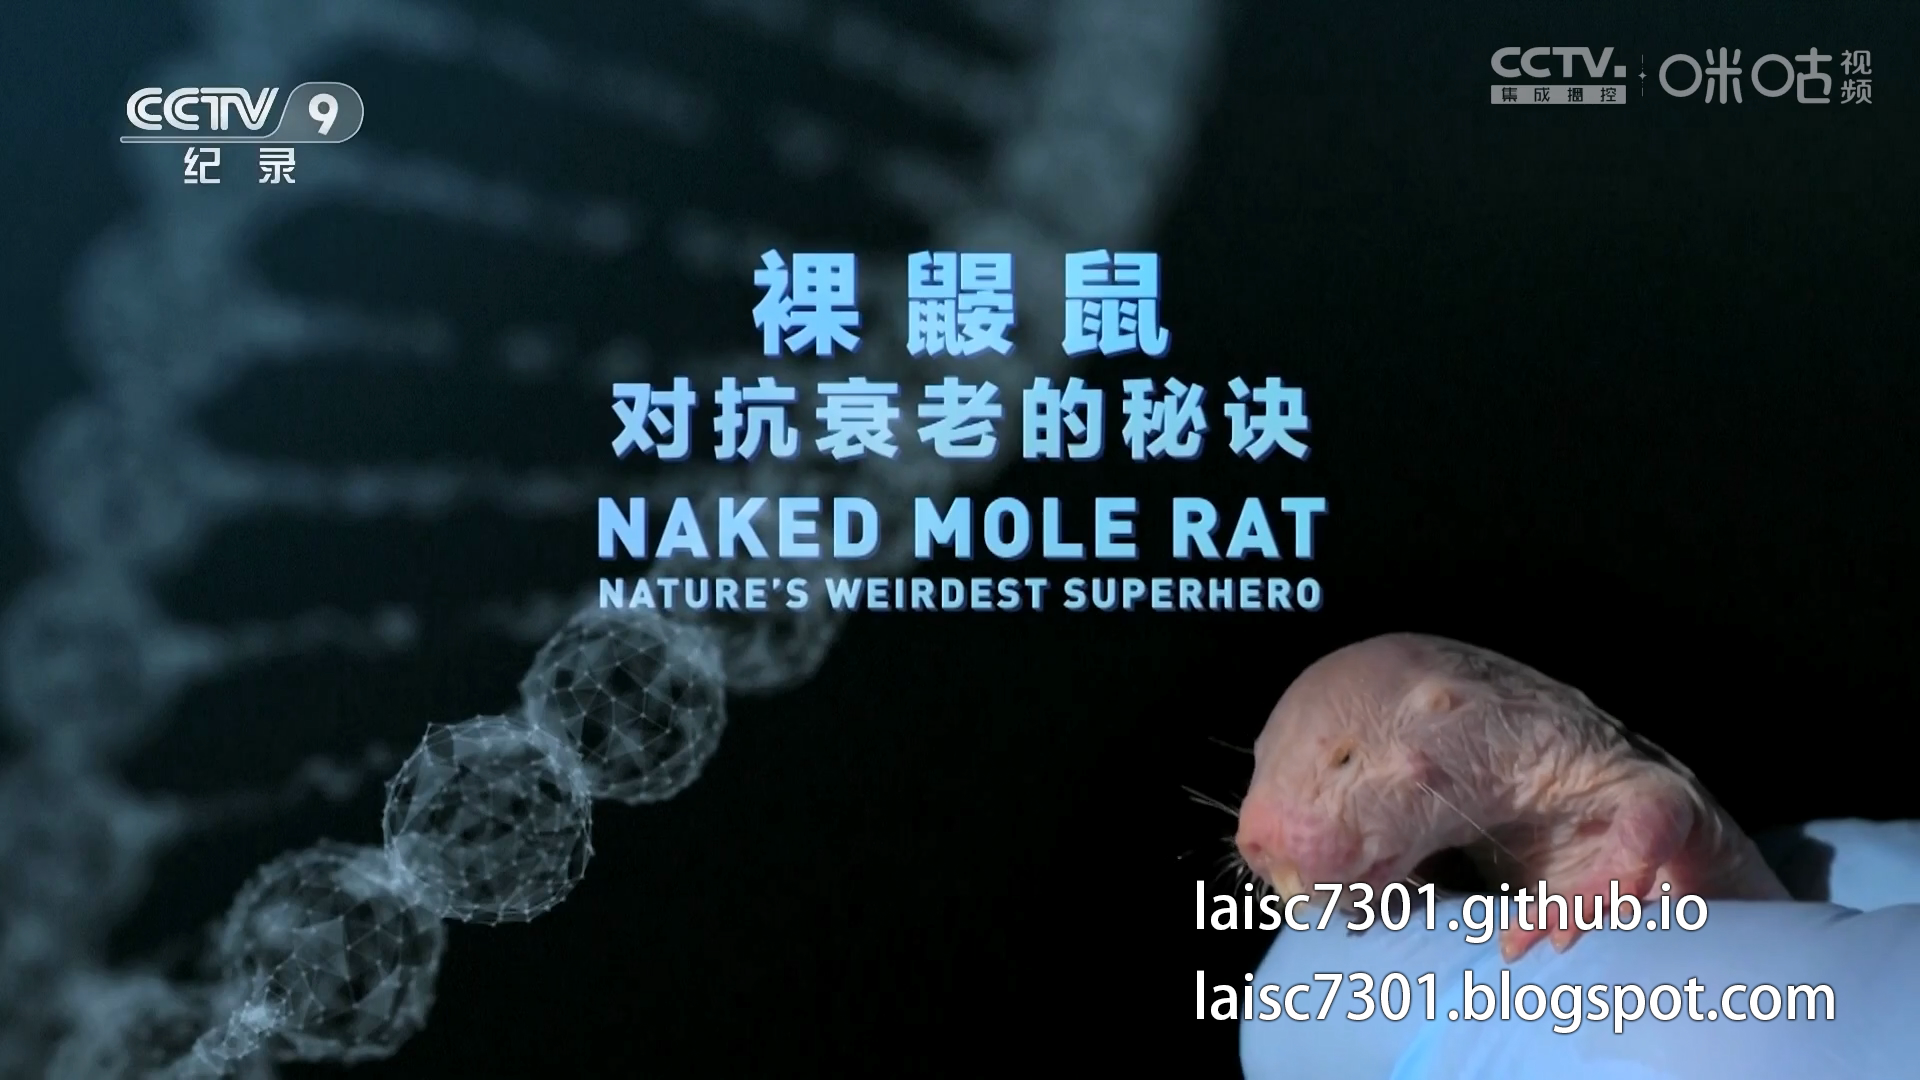 CCTV 9
纪录
CCTV.
集成播控
咪咕视频
裸鼹鼠
对抗衰老的秘诀
NAKED MOLE RAT
NATURE'S WEIRDEST SUPERHERO
laisc7301.github.io
laisc7301.blogspot.com